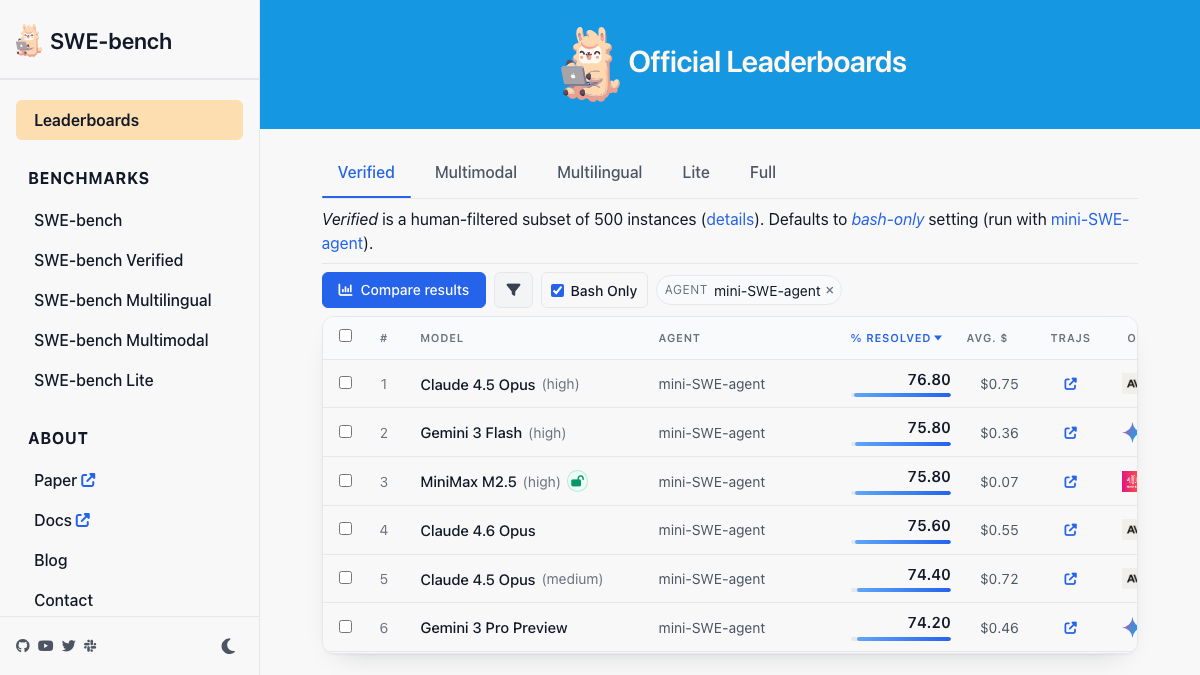 SWE-bench
Leaderboards
BENCHMARKS
SWE-bench
SWE-bench Verified
SWE-bench Multilingual
SWE-bench Multimodal
SWE-bench Lite
ABOUT
Paper
Docs
Blog
Contact
Official Leaderboards
Verified Multimodal Multilingual Lite Full
Verified is a human-filtered subset of 500 instances (details). Defaults to bash-only setting (run with mini-SWE-
agent).
Compare results Bash Only AGENT mini-SWE-agent ×
# MODEL AGENT % RESOLVED AVG. $ TRAJS O
1 Claude 4.5 Opus (high) mini-SWE-agent 76.80 $0.75
2 Gemini 3 Flash (high) mini-SWE-agent 75.80 $0.36
3 MiniMax M2.5 (high) mini-SWE-agent 75.80 $0.07
4 Claude 4.6 Opus mini-SWE-agent 75.60 $0.55
5 Claude 4.5 Opus (medium) mini-SWE-agent 74.40 $0.72
6 Gemini 3 Pro Preview mini-SWE-agent 74.20 $0.46